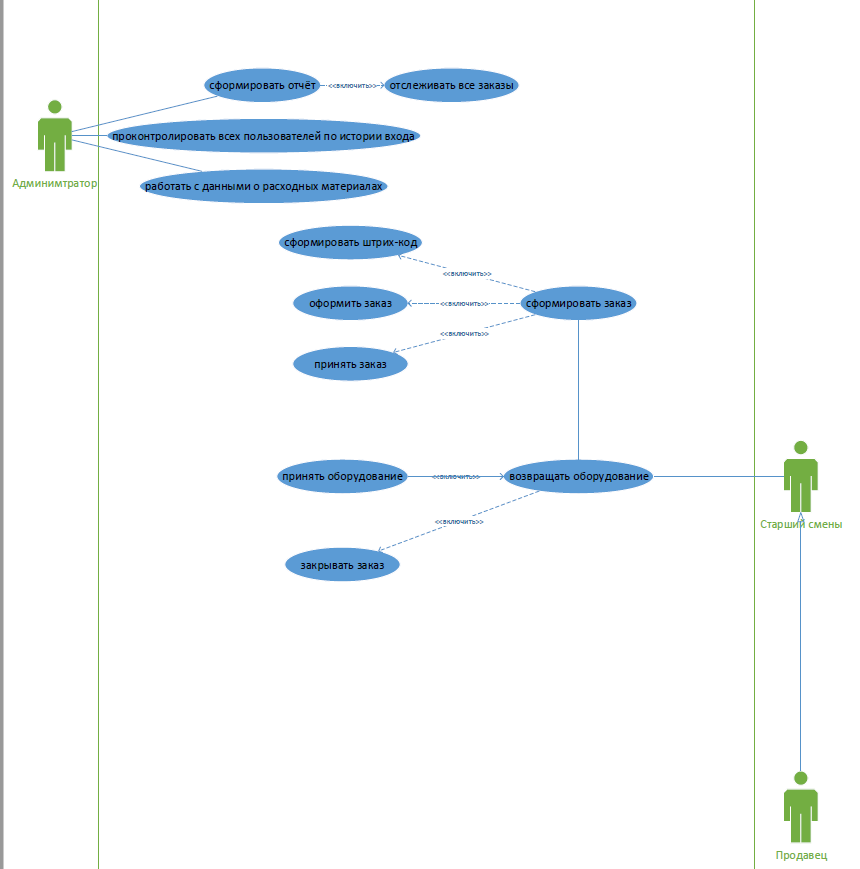 сформировать отчёт
<<включить>>
отслеживать все заказы
проконтролировать всех пользователей по истории входа
Админимтратор
работать с данными о расходных материалах
сформировать штрих-код
<<включить>>
оформить заказ
<<включить>>
сформировать заказ
<<включить>>
принять заказ
принять оборудование
<<включить>>
возвращать оборудование
<<включить>>
Старший смены
закрывать заказ
Продавец